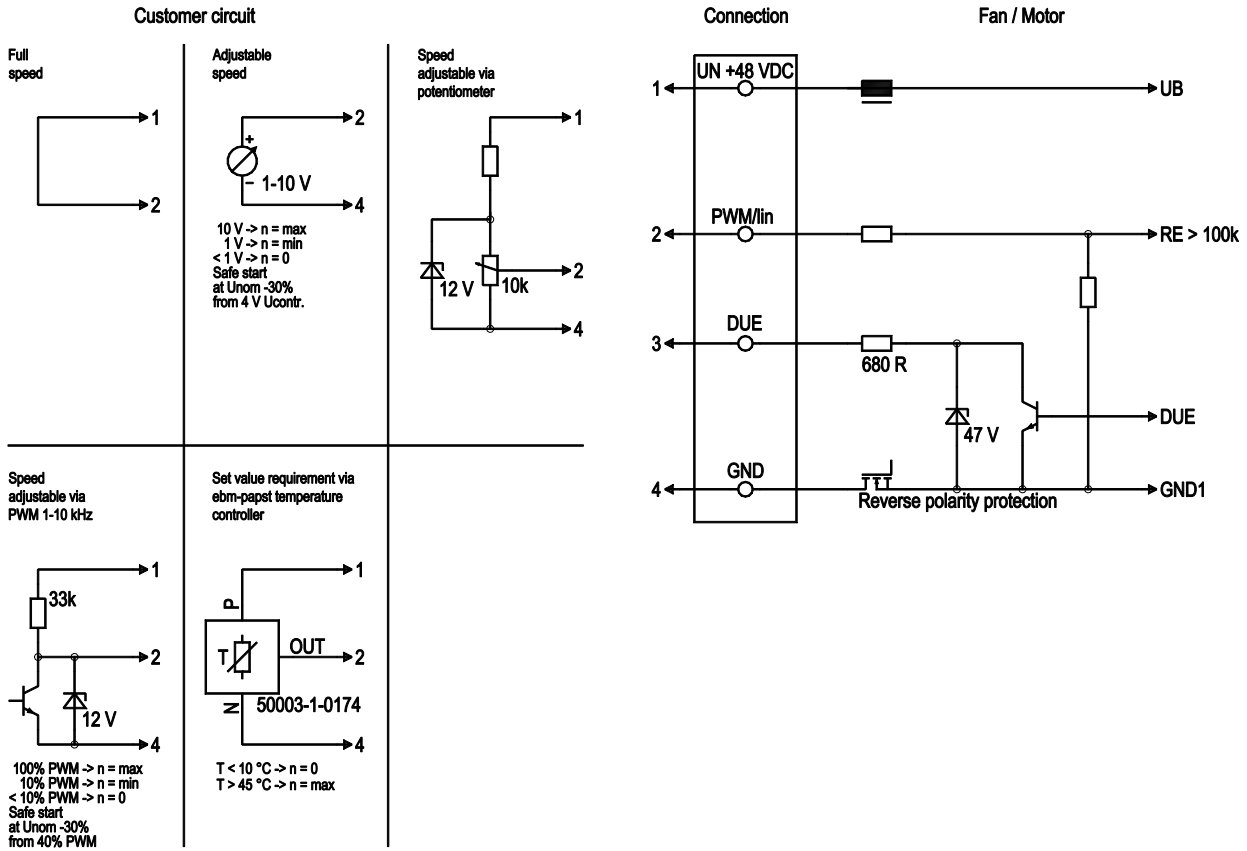 Customer circuit
Full
speed
1
2
Adjustable
speed
2
+
−
1-10 V
4
10 V -> n = max
1 V -> n = min
< 1 V -> n = 0
Safe start
at Unom -30%
from 4 V Ucontr.
Speed
adjustable via
potentiometer
1
2
12 V
10k
4
Speed
adjustable via
PWM 1-10 kHz
1
33k
2
12 V
4
100% PWM -> n = max
10% PWM -> n = min
< 10% PWM -> n = 0
Safe start
at Unom -30%
from 40% PWM
Set value requirement via
ebm-papst temperature
controller
1
P
T
OUT
2
N
50003-1-0174
4
T < 10 °C -> n = 0
T > 45 °C -> n = max
Connection
Fan / Motor
UN +48 VDC
1
UB
PWM/lin
2
RE > 100k
DUE
3
680 R
47 V
DUE
GND
4
GND1
Reverse polarity protection